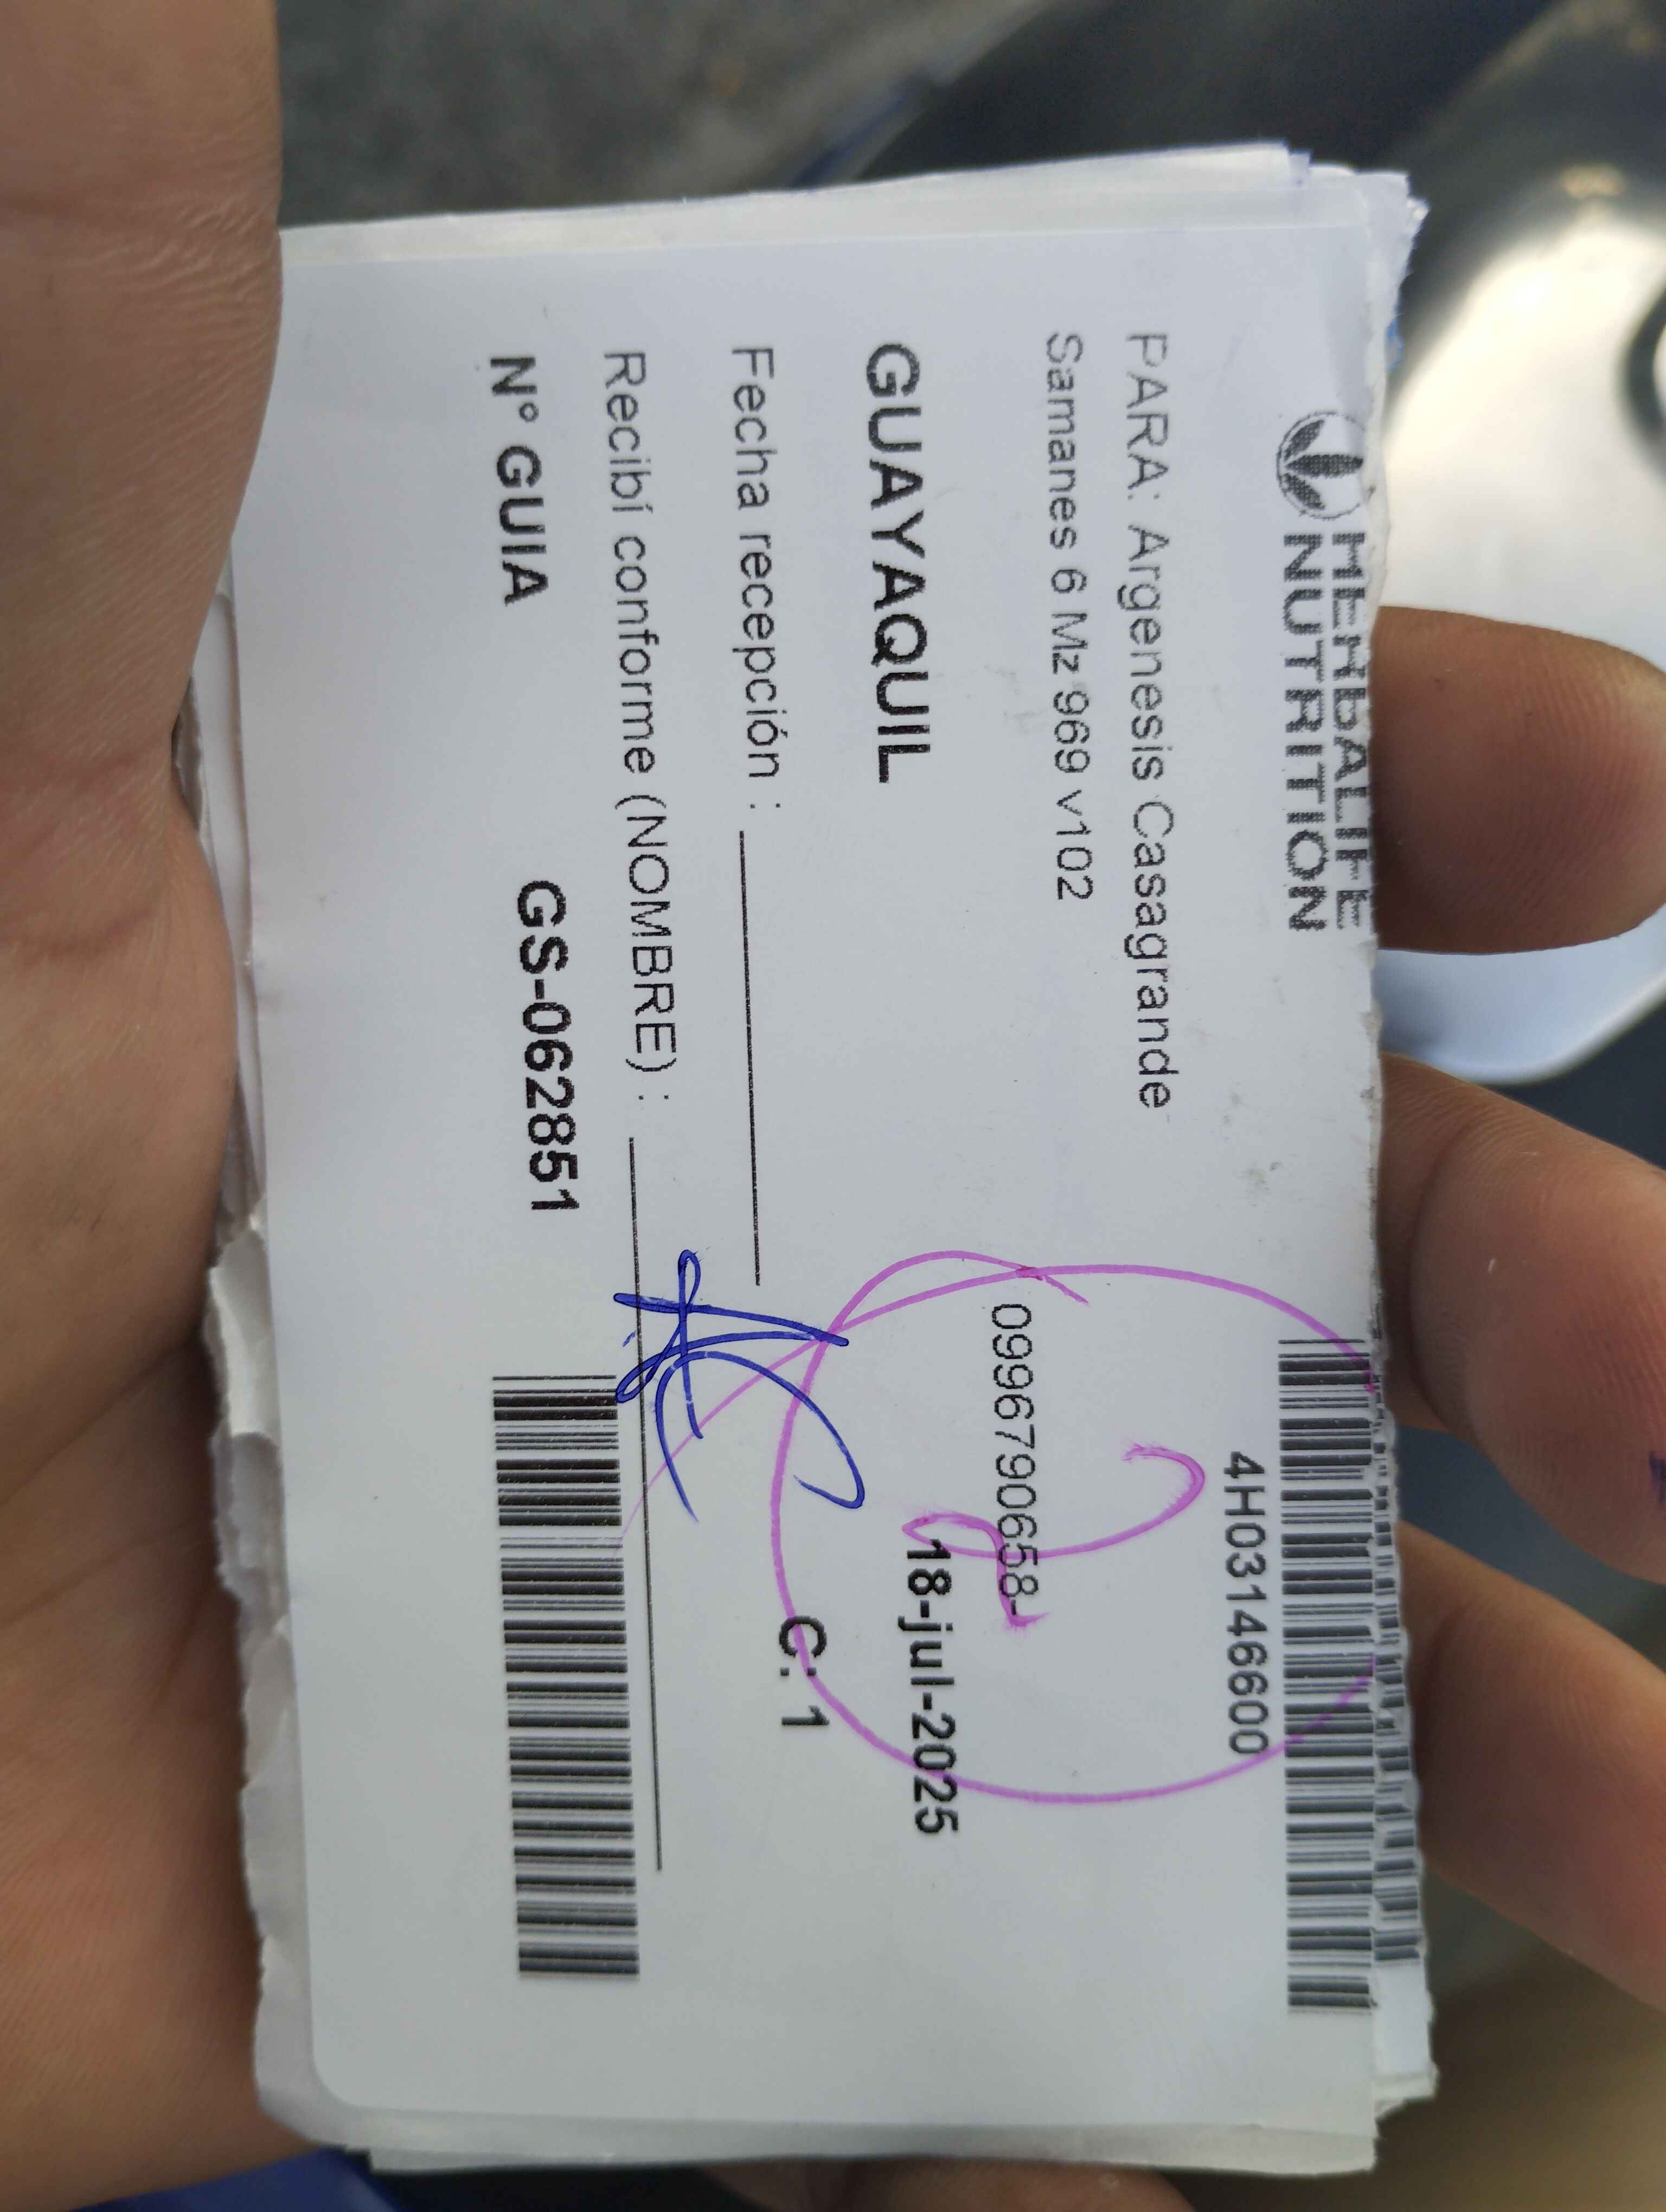 HERBALIFE
NUTRITION
4H03146600
PARA: Argenesis Casagrande
Samanes 6 Mz 969 v102
0996790658-
GUAYAQUIL
18-jul-2025
Fecha recepción :
C: 1
Recibí conforme (NOMBRE) :
N° GUIA
GS-062851